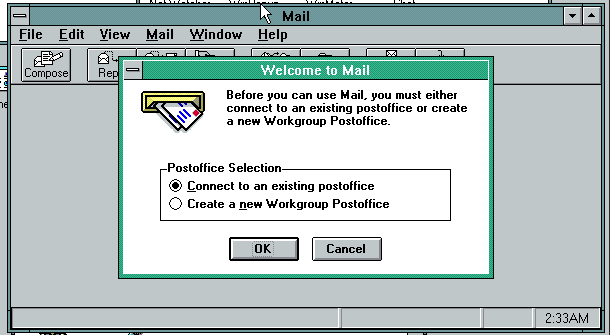 Mail
File Edit View Mail Window Help
Compose
Welcome to Mail
Before you can use Mail, you must either
connect to an existing postoffice or create
a new Workgroup Postoffice.
Postoffice Selection
Connect to an existing postoffice
Create a new Workgroup Postoffice
OK Cancel
2:33AM